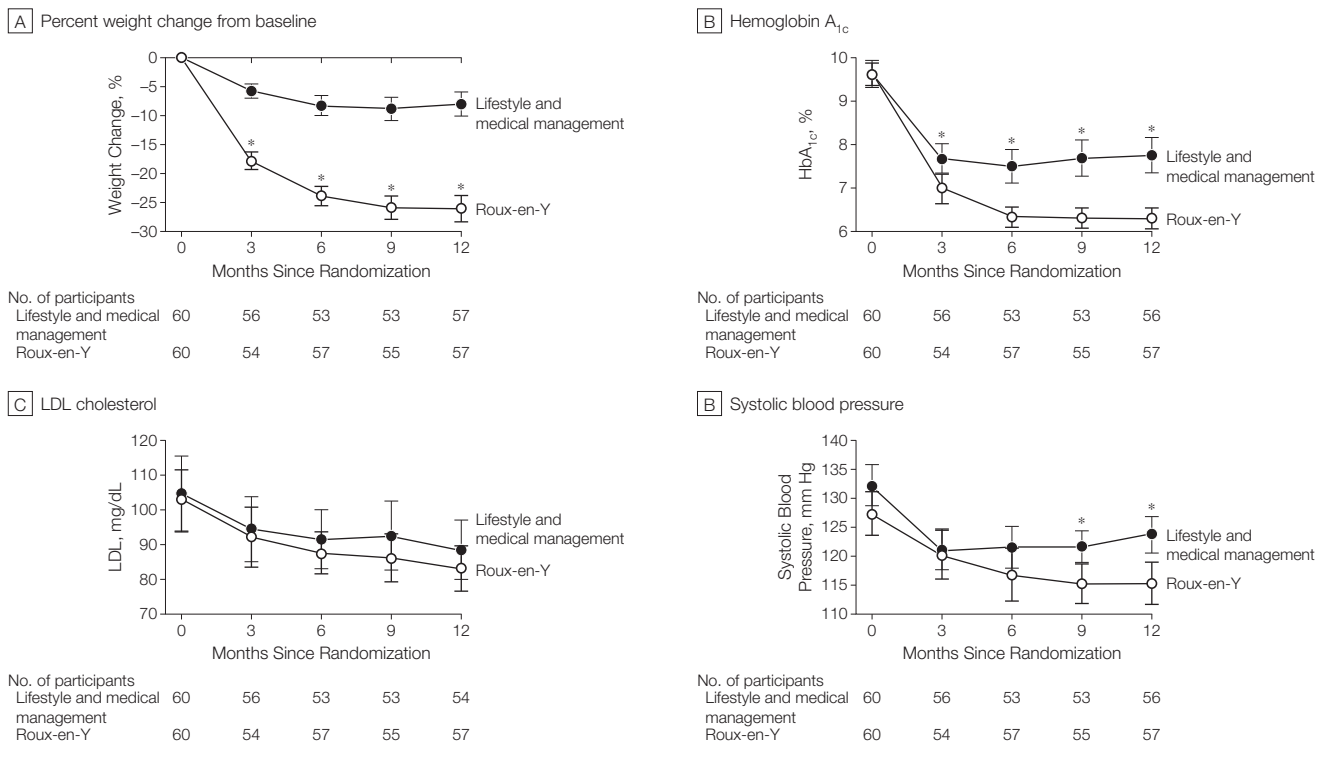 A Percent weight change from baseline
0
–5
–10
–15
–20
–25
–30
Weight Change, %
*
*
*
*
Lifestyle and
medical management
Roux-en-Y
0 3 6 9 12
Months Since Randomization
No. of participants
Lifestyle and medical 60 56 53 53 57
management
Roux-en-Y 60 54 57 55 57
B Hemoglobin A1c
10
9
8
7
6
HbA1c, %
* * * *
Lifestyle and
medical management
Roux-en-Y
0 3 6 9 12
Months Since Randomization
No. of participants
Lifestyle and medical 60 56 53 53 56
management
Roux-en-Y 60 54 57 55 57
C LDL cholesterol
120
110
100
90
80
70
LDL, mg/dL
Lifestyle and
medical management
Roux-en-Y
0 3 6 9 12
Months Since Randomization
No. of participants
Lifestyle and medical 60 56 53 53 54
management
Roux-en-Y 60 54 57 55 57
B Systolic blood pressure
140
135
130
125
120
115
110
Systolic Blood
Pressure, mm Hg
* *
Lifestyle and
medical management
Roux-en-Y
0 3 6 9 12
Months Since Randomization
No. of participants
Lifestyle and medical 60 56 53 53 56
management
Roux-en-Y 60 54 57 55 57